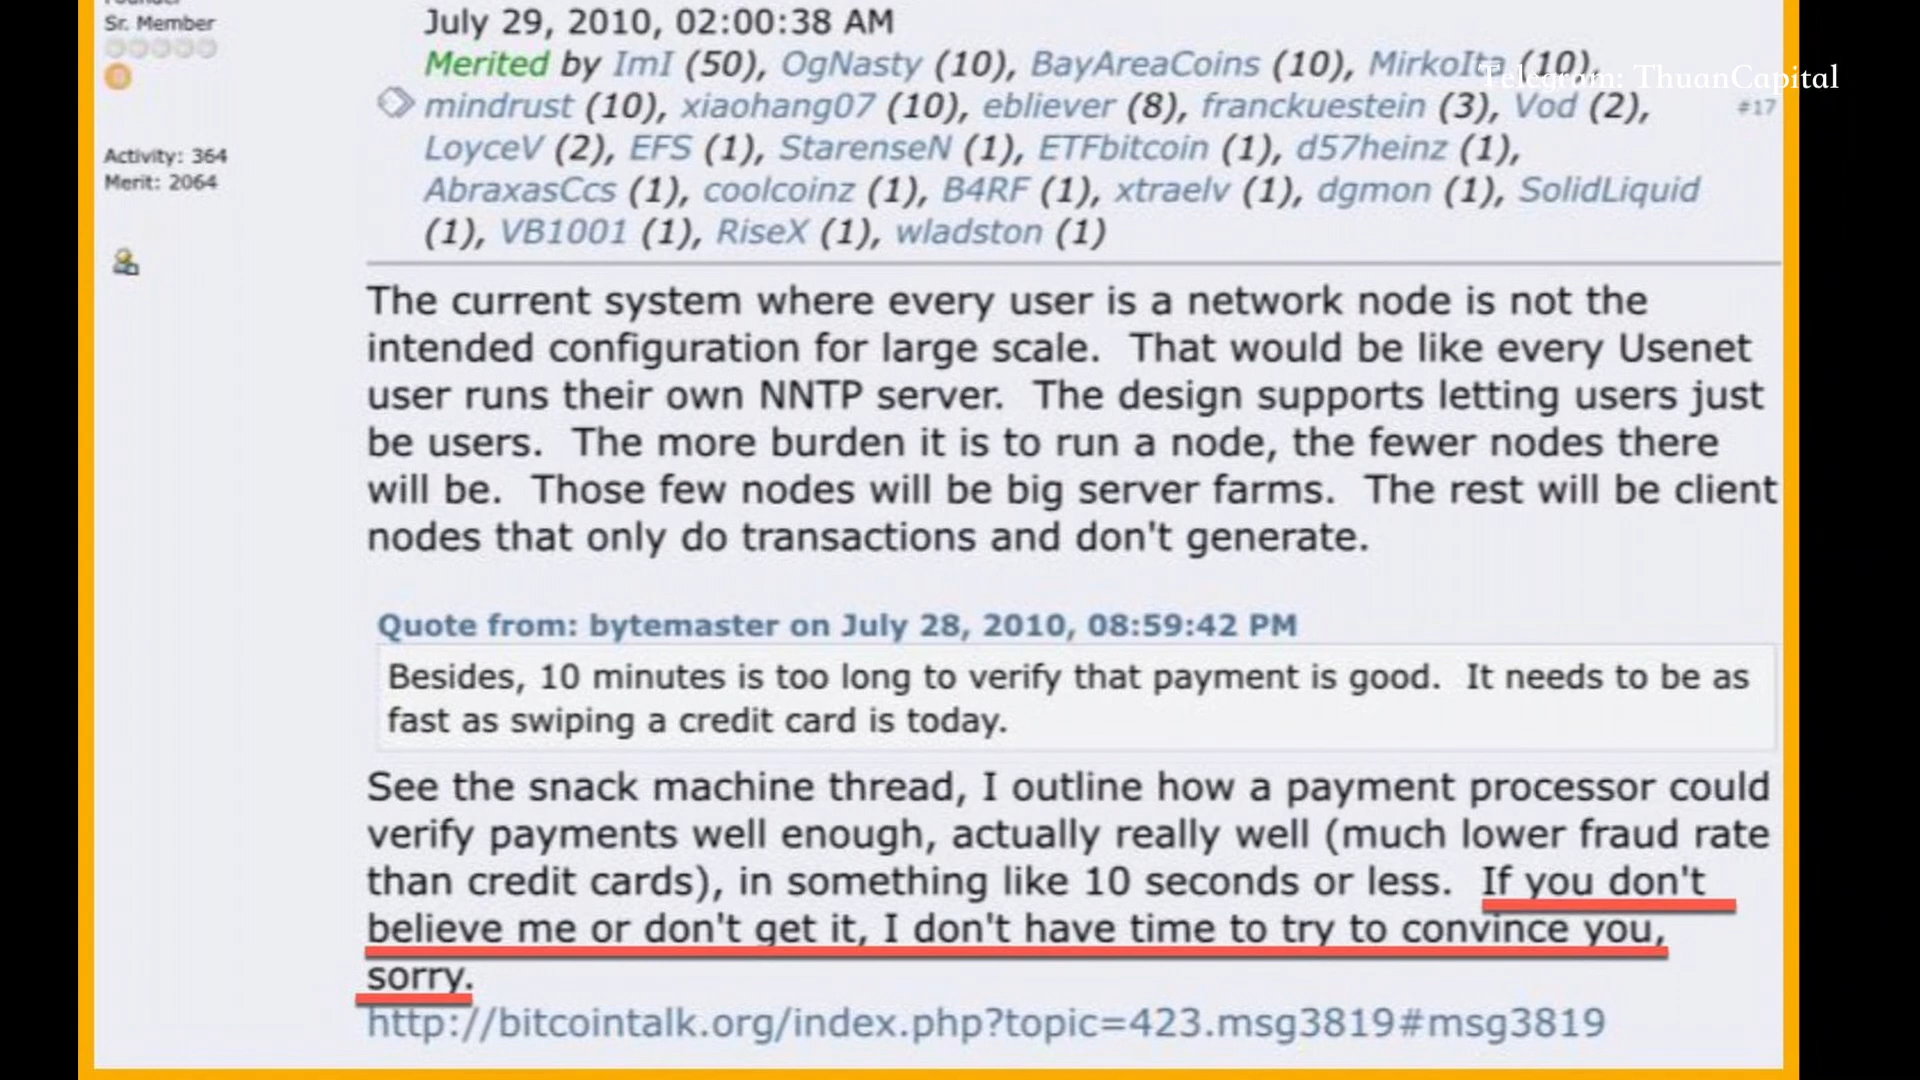 Founder
Sr. Member
Activity: 364
Merit: 2064
July 29, 2010, 02:00:38 AM
Merited by ImI (50), OgNasty (10), BayAreaCoins (10), MirkoIta (10),
Telegram: ThuanCapital
mindrust (10), xiaohang07 (10), ebliever (8), franckuestein (3), Vod (2),
#17
LoyceV (2), EFS (1), StarenseN (1), ETFbitcoin (1), d57heinz (1),
AbraxasCcs (1), coolcoinz (1), B4RF (1), xtraelv (1), dgmon (1), SolidLiquid
(1), VB1001 (1), RiseX (1), wladston (1)
The current system where every user is a network node is not the
intended configuration for large scale.  That would be like every Usenet
user runs their own NNTP server.  The design supports letting users just
be users.  The more burden it is to run a node, the fewer nodes there
will be.  Those few nodes will be big server farms.  The rest will be client
nodes that only do transactions and don't generate.
Quote from: bytemaster on July 28, 2010, 08:59:42 PM
Besides, 10 minutes is too long to verify that payment is good.  It needs to be as
fast as swiping a credit card is today.
See the snack machine thread, I outline how a payment processor could
verify payments well enough, actually really well (much lower fraud rate
than credit cards), in something like 10 seconds or less.  If you don't
believe me or don't get it, I don't have time to try to convince you,
sorry.
http://bitcointalk.org/index.php?topic=423.msg3819#msg3819